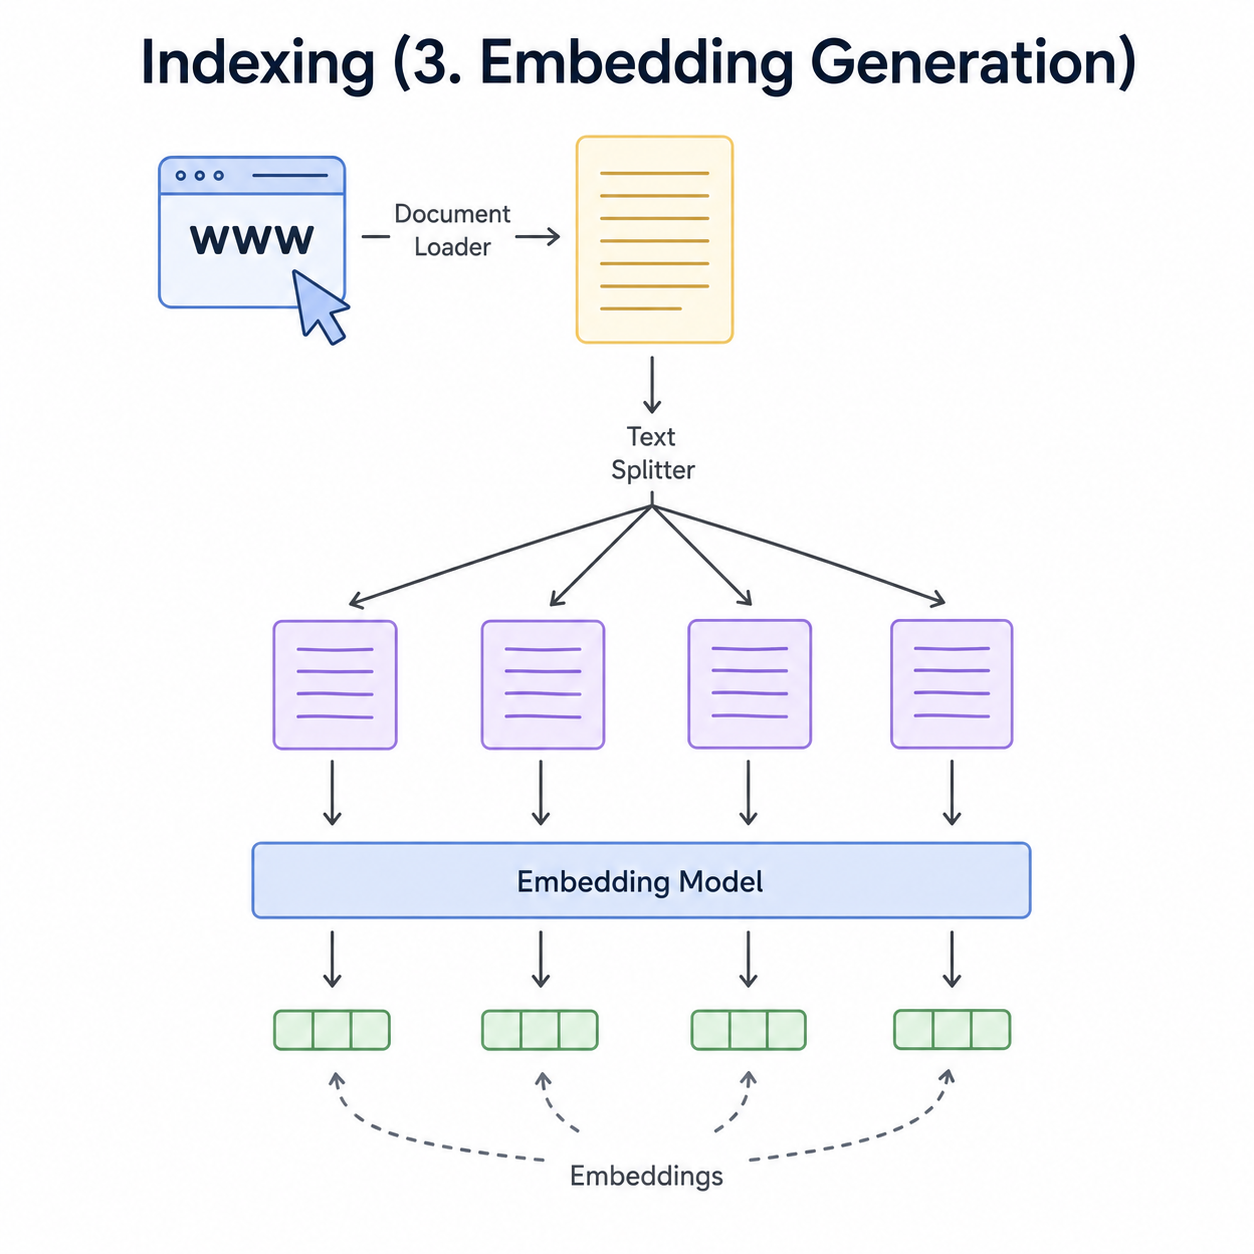 Indexing (3. Embedding Generation)
www
Document
Loader
Text
Splitter
Embedding Model
Embeddings